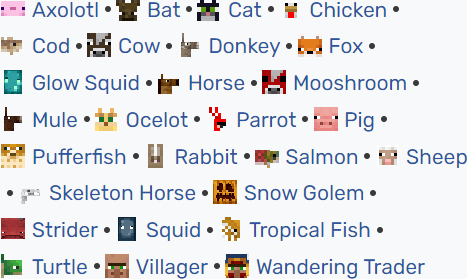 Axolotl • Bat • Cat • Chicken •
Cod • Cow • Donkey • Fox •
Glow Squid • Horse • Mooshroom •
Mule • Ocelot • Parrot • Pig •
Pufferfish • Rabbit • Salmon • Sheep
• Skeleton Horse • Snow Golem •
Strider • Squid • Tropical Fish •
Turtle • Villager • Wandering Trader